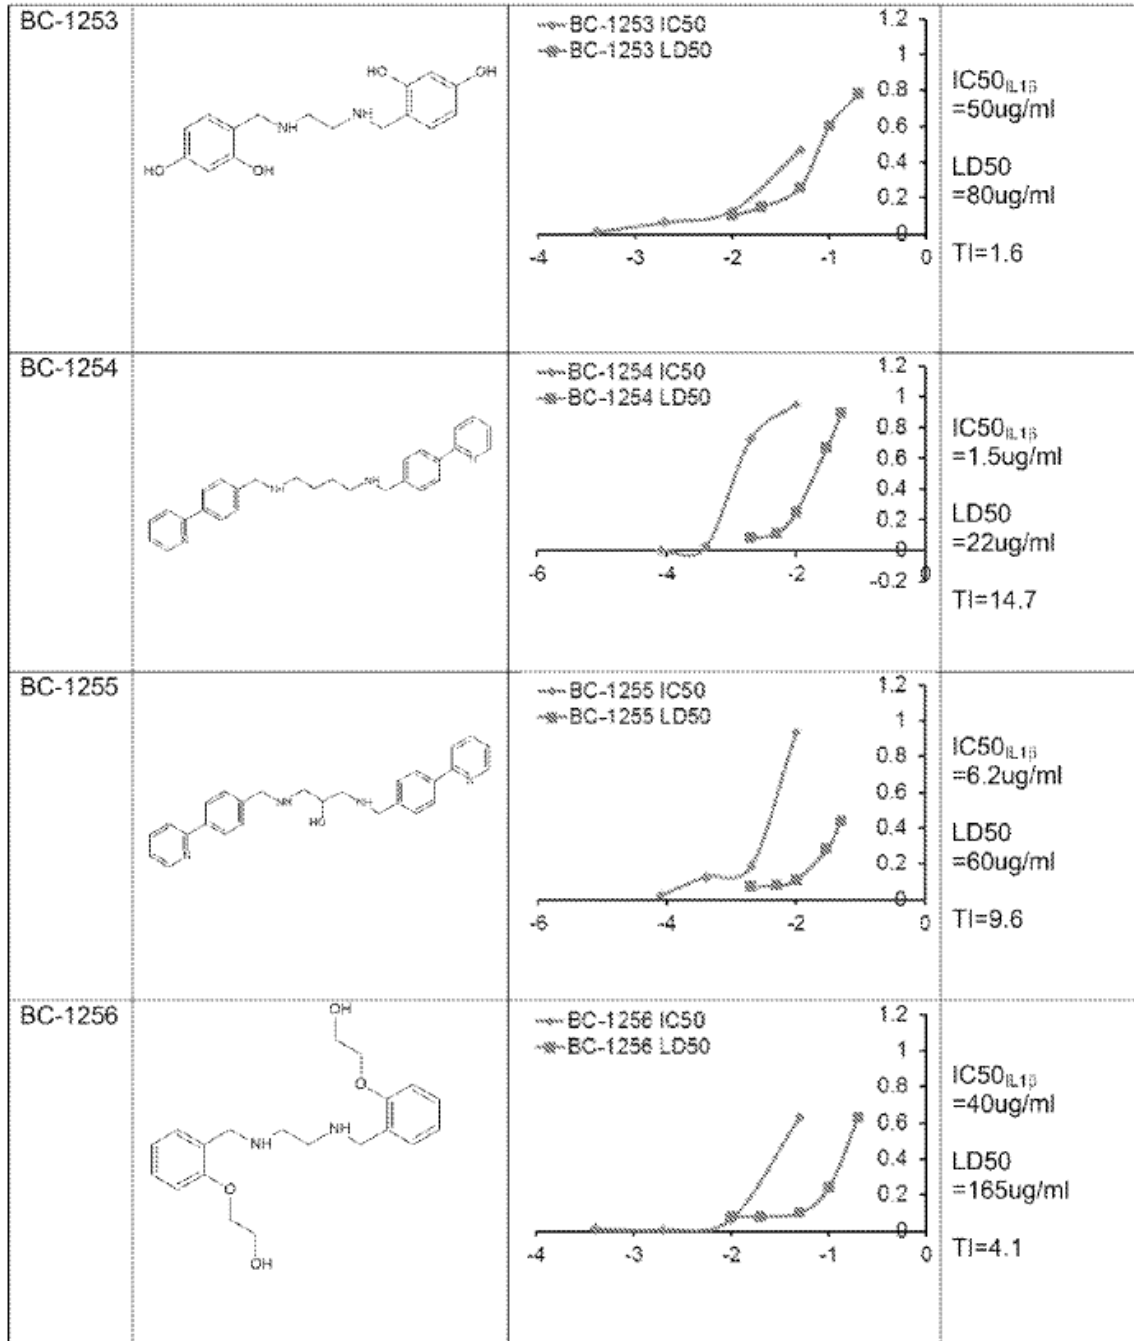 BC-1253
HO
OH
NH
NH
HO
OH
BC-1253 IC50
BC-1253 LD50
1.2
1
0.8
0.6
0.4
0.2
0
-4
-3
-2
-1
0
IC50IL1β
=50ug/ml
LD50
=80ug/ml
TI=1.6
BC-1254
NH
NH
N
N
BC-1254 IC50
BC-1254 LD50
1.2
1
0.8
0.6
0.4
0.2
0
-0.2
-6
-4
-2
0
IC50IL1β
=1.5ug/ml
LD50
=22ug/ml
TI=14.7
BC-1255
NH
NH
HO
N
N
BC-1255 IC50
BC-1255 LD50
1.2
1
0.8
0.6
0.4
0.2
0
-6
-4
-2
0
IC50IL1β
=6.2ug/ml
LD50
=60ug/ml
TI=9.6
BC-1256
OH
O
NH
NH
O
OH
BC-1256 IC50
BC-1256 LD50
1.2
1
0.8
0.6
0.4
0.2
0
-4
-3
-2
-1
0
IC50IL1β
=40ug/ml
LD50
=165ug/ml
TI=4.1